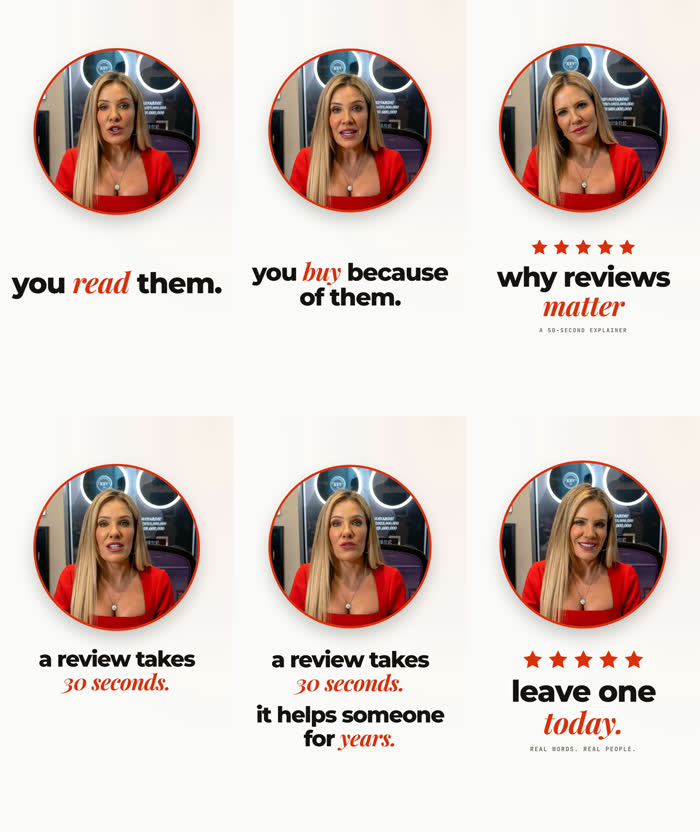 you read them.
you buy because
of them.
why reviews
matter
A 50-SECOND EXPLAINER
a review takes
30 seconds.
a review takes
30 seconds.
it helps someone
for years.
leave one
today.
REAL WORDS. REAL PEOPLE.